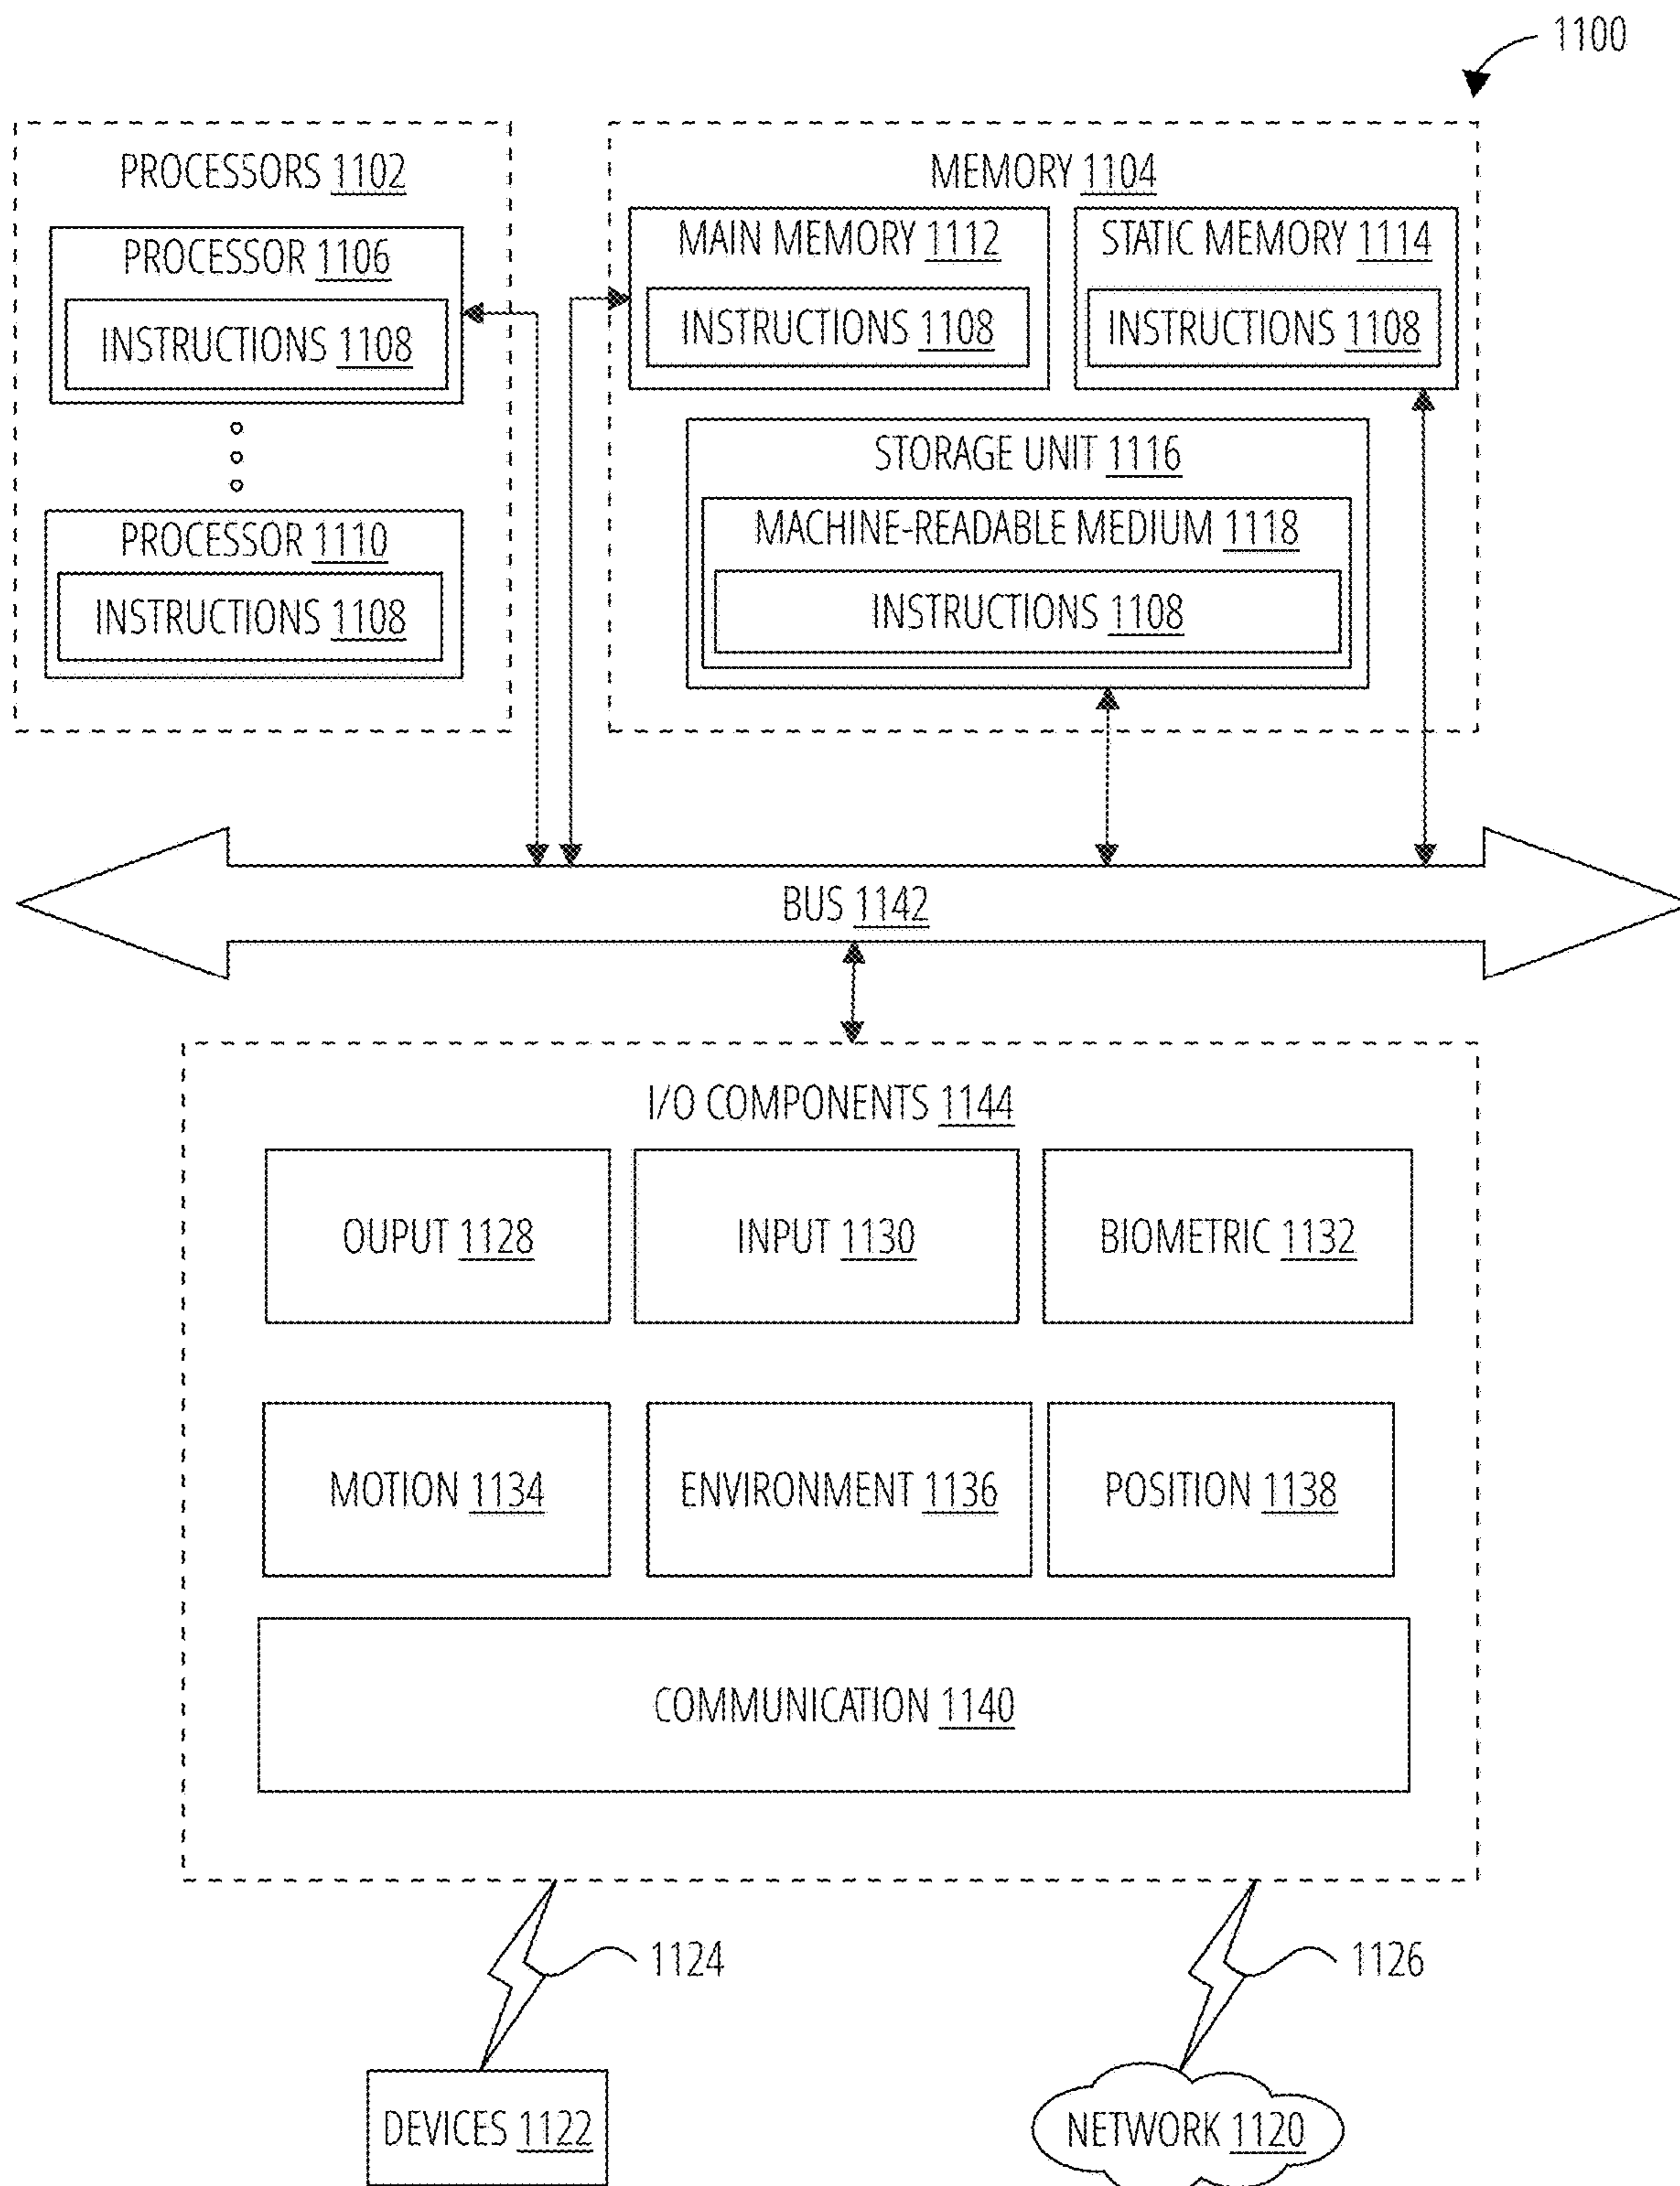 1100
PROCESSORS 1102
PROCESSOR 1106
INSTRUCTIONS 1108
PROCESSOR 1110
INSTRUCTIONS 1108
MEMORY 1104
MAIN MEMORY 1112
INSTRUCTIONS 1108
STATIC MEMORY 1114
INSTRUCTIONS 1108
STORAGE UNIT 1116
MACHINE-READABLE MEDIUM 1118
INSTRUCTIONS 1108
BUS 1142
I/O COMPONENTS 1144
OUPUT 1128
INPUT 1130
BIOMETRIC 1132
MOTION 1134
ENVIRONMENT 1136
POSITION 1138
COMMUNICATION 1140
1124
1126
DEVICES 1122
NETWORK 1120